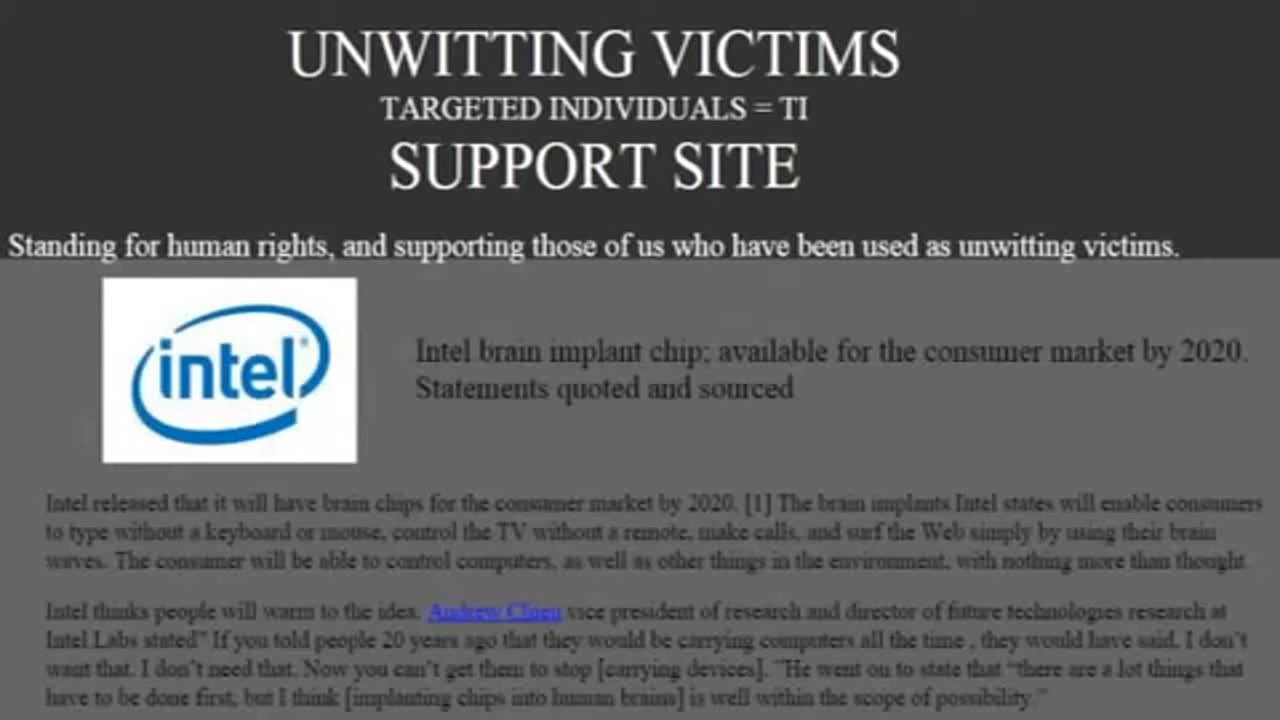 UNWITTING VICTIMS
TARGETED INDIVIDUALS = TI
SUPPORT SITE
Standing for human rights, and supporting those of us who have been used as unwitting victims.
intel®
Intel brain implant chip; available for the consumer market by 2020.
Statements quoted and sourced
Intel released that it will have brain chips for the consumer market by 2020. [1] The brain implants Intel states will enable consumers
to type without a keyboard or mouse, control the TV without a remote, make calls, and surf the Web simply by using their brain
waves. The consumer will be able to control computers, as well as other things in the environment, with nothing more than thought.
Intel thinks people will warm to the idea. Andrew Chien vice president of research and director of future technologies research at
Intel Labs stated" If you told people 20 years ago that they would be carrying computers all the time , they would have said, I don't
want that. I don't need that. Now you can't get them to stop [carrying devices]. "He went on to state that "there are a lot things that
have to be done first, but I think [implanting chips into human brains] is well within the scope of possibility."